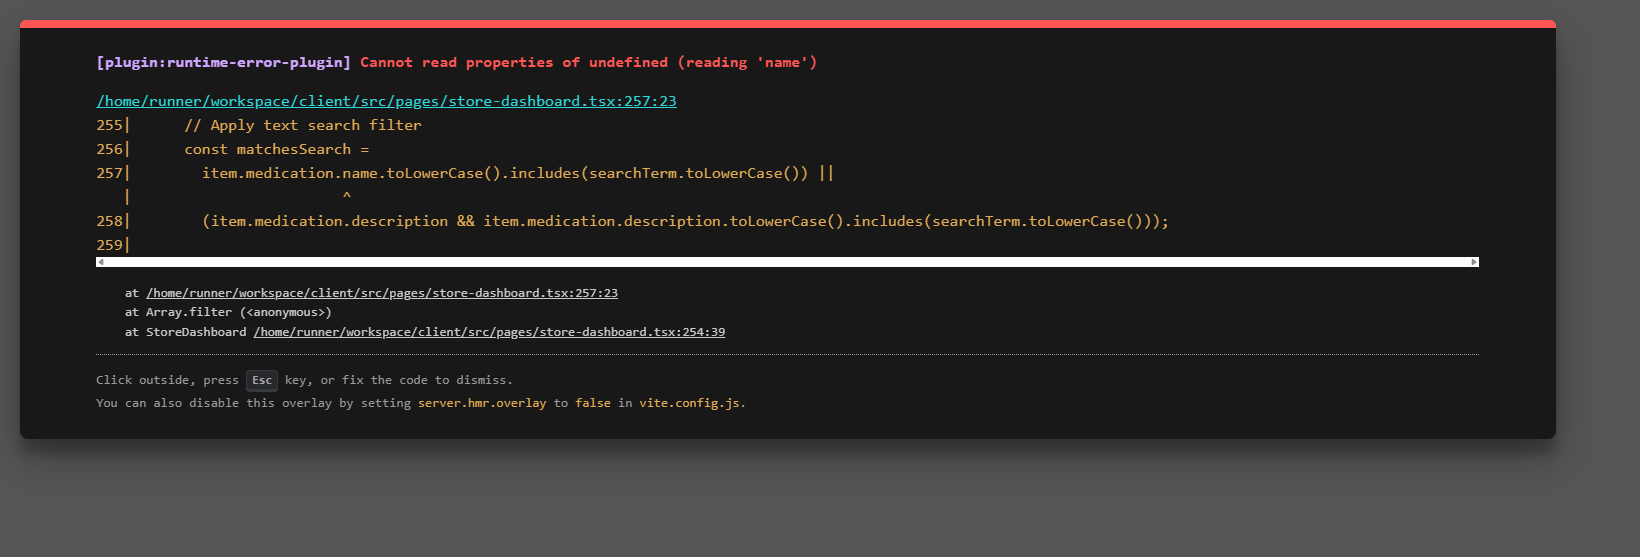 [plugin:runtime-error-plugin] Cannot read properties of undefined (reading 'name')
/home/runner/workspace/client/src/pages/store-dashboard.tsx:257:23
255|      // Apply text search filter
256|      const matchesSearch =
257|        item.medication.name.toLowerCase().includes(searchTerm.toLowerCase()) ||
   |                        ^
258|        (item.medication.description && item.medication.description.toLowerCase().includes(searchTerm.toLowerCase()));
259|
at /home/runner/workspace/client/src/pages/store-dashboard.tsx:257:23
at Array.filter (<anonymous>)
at StoreDashboard /home/runner/workspace/client/src/pages/store-dashboard.tsx:254:39
Click outside, press Esc key, or fix the code to dismiss.
You can also disable this overlay by setting server.hmr.overlay to false in vite.config.js.